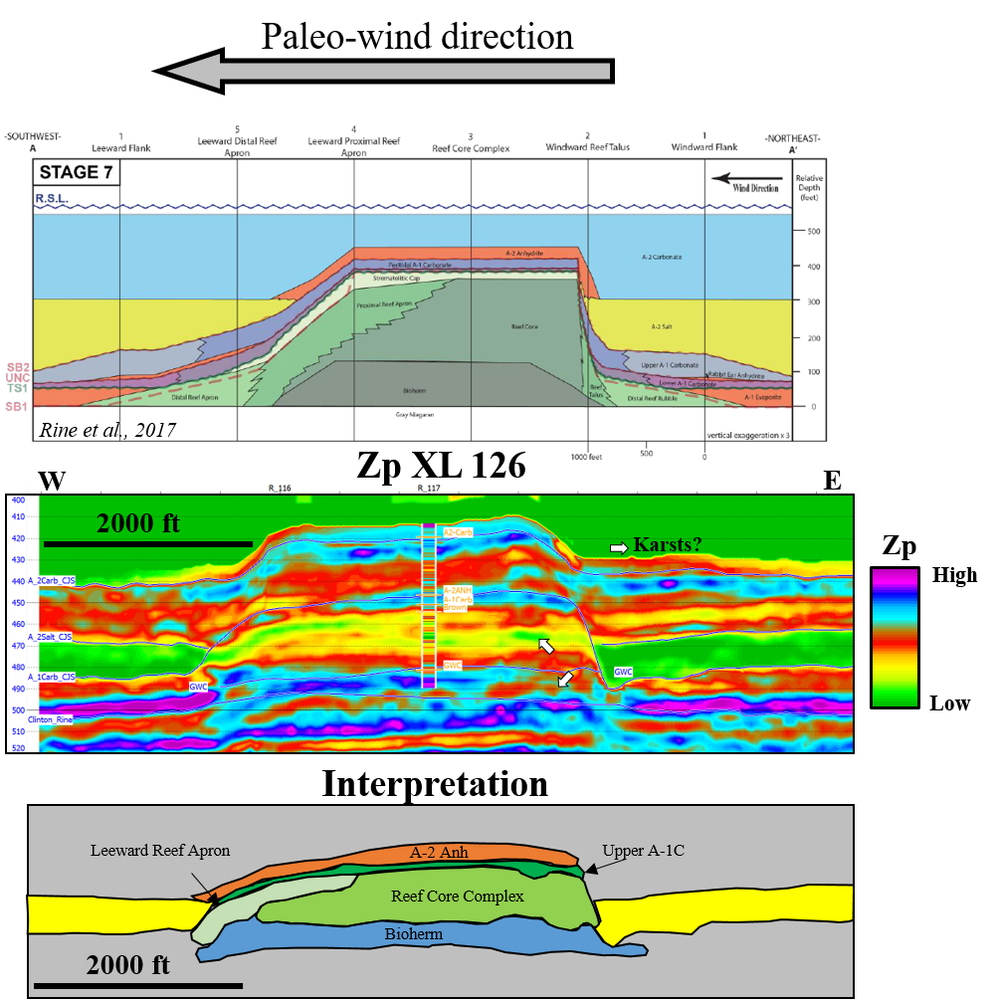 Paleo-wind direction
-SOUTHWEST-
A
1
Leeward Flank
5
Leeward Distal Reef
Apron
4
Leeward Proximal Reef
Apron
3
Reef Core Complex
2
Windward Reef Talus
1
Windward Flank
-NORTHEAST-
A'
STAGE 7
Wind Direction
Relative
Depth
(feet)
R.S.L.
500
A-2 Anhydrite
A-2 Carbonate
Peritidal A-1 Carbonate
400
Stromatolitic Cap
Proximal Reef Apron
300
Reef Core
A-2 Salt
200
SB2
UNC
TS1
SB1
Upper A-1 Carbonate
Rabbit Ear Anhydrite
100
Lower A-1 Carbonate
Bioherm
Distal Reef Apron
Reef
Talus
Distal Reef Rubble
A-1 Evaporite
0
Gray Niagaran
Rine et al., 2017
vertical exaggeration x 3
1000 feet
500
0
Zp XL 126
W
R_116
R_117
E
400
410
420
430
440
450
460
470
480
490
500
510
520
2000 ft
A2-Carb
Karsts?
A_2Carb_CJS
A-2ANH
A-1Carb
Brown
A_2Salt_CJS
GWC
GWC
A_1Carb_CJS
GWC
Clinton_Rine
Zp
High
Low
Interpretation
Leeward Reef Apron
A-2 Anh
Upper A-1C
Reef Core Complex
Bioherm
2000 ft